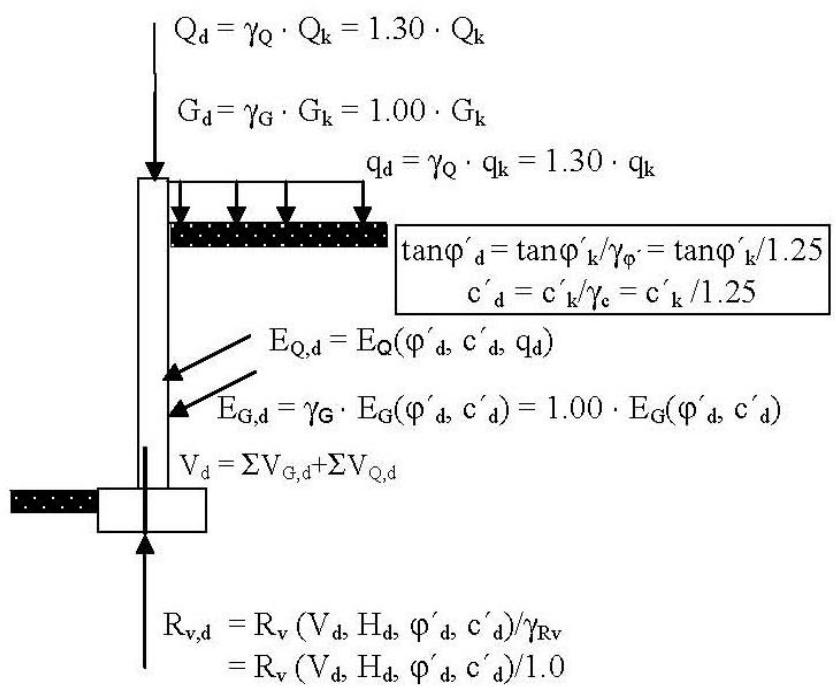 Q_d = γ_Q · Q_k = 1.30 · Q_k
G_d = γ_G · G_k = 1.00 · G_k
q_d = γ_Q · q_k = 1.30 · q_k
tanφ´_d = tanφ´_k/γ_φ´ = tanφ´_k/1.25
c´_d = c´_k/γ_c = c´_k /1.25
E_Q,d = E_Q(φ´_d, c´_d, q_d)
E_G,d = γ_G · E_G(φ´_d, c´_d) = 1.00 · E_G(φ´_d, c´_d)
V_d = ΣV_G,d+ΣV_Q,d
R_v,d = R_v (V_d, H_d, φ´_d, c´_d)/γ_Rv
= R_v (V_d, H_d, φ´_d, c´_d)/1.0